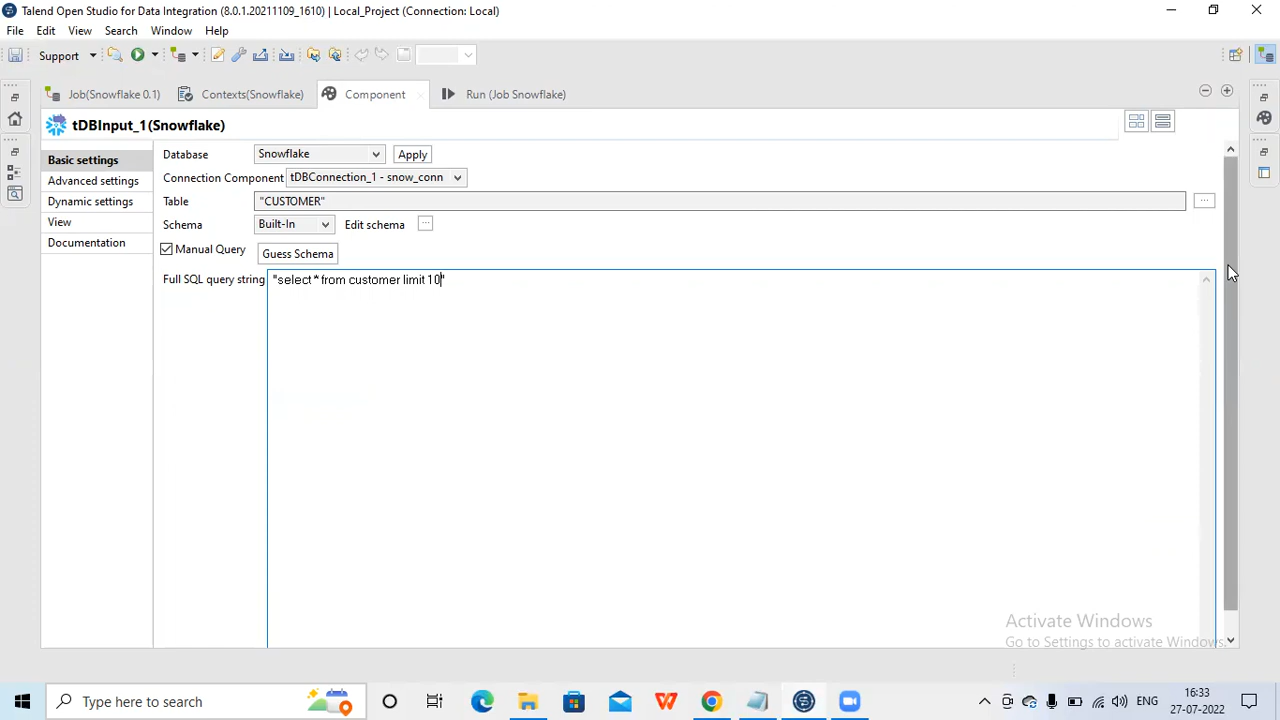 Talend Open Studio for Data Integration (8.0.1.20211109_1610) | Local_Project (Connection: Local)
File Edit View Search Window Help
Support
Job(Snowflake 0.1) Contexts(Snowflake) Component Run (Job Snowflake)
tDBInput_1(Snowflake)
Basic settings
Advanced settings
Dynamic settings
View
Documentation
Database Snowflake Apply
Connection Component tDBConnection_1 - snow_conn
Table "CUSTOMER" ...
Schema Built-In Edit schema ...
Manual Query Guess Schema
Full SQL query string "select * from customer limit 10"
Activate Windows
Go to Settings to activate Windows.
Type here to search
ENG
16:33
27-07-2022